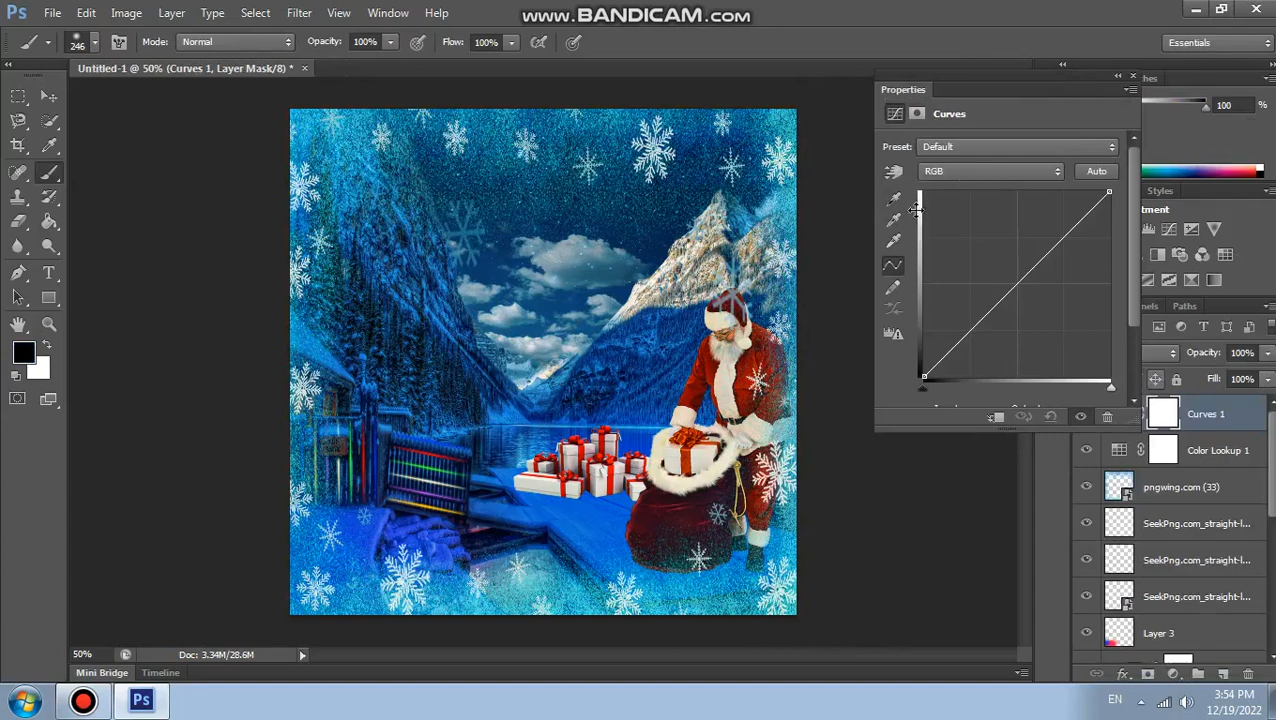 Ps File Edit Image Layer Type Select Filter View Window Help
www.BANDICAM.com
246 Mode: Normal Opacity: 100% Flow: 100% Essentials
Untitled-1 @ 50% (Curves 1, Layer Mask/8) * ×
Properties
100 %
Curves
Preset: Default
RGB Auto
Styles
Paths
Opacity: 100%
Fill: 100%
Curves 1
Color Lookup 1
pngwing.com (33)
SeekPng.com_straight-l...
SeekPng.com_straight-l...
SeekPng.com_straight-l...
Layer 3
50% Doc: 3.34M/28.6M
Mini Bridge Timeline
Ps EN 3:54 PM
12/19/2022